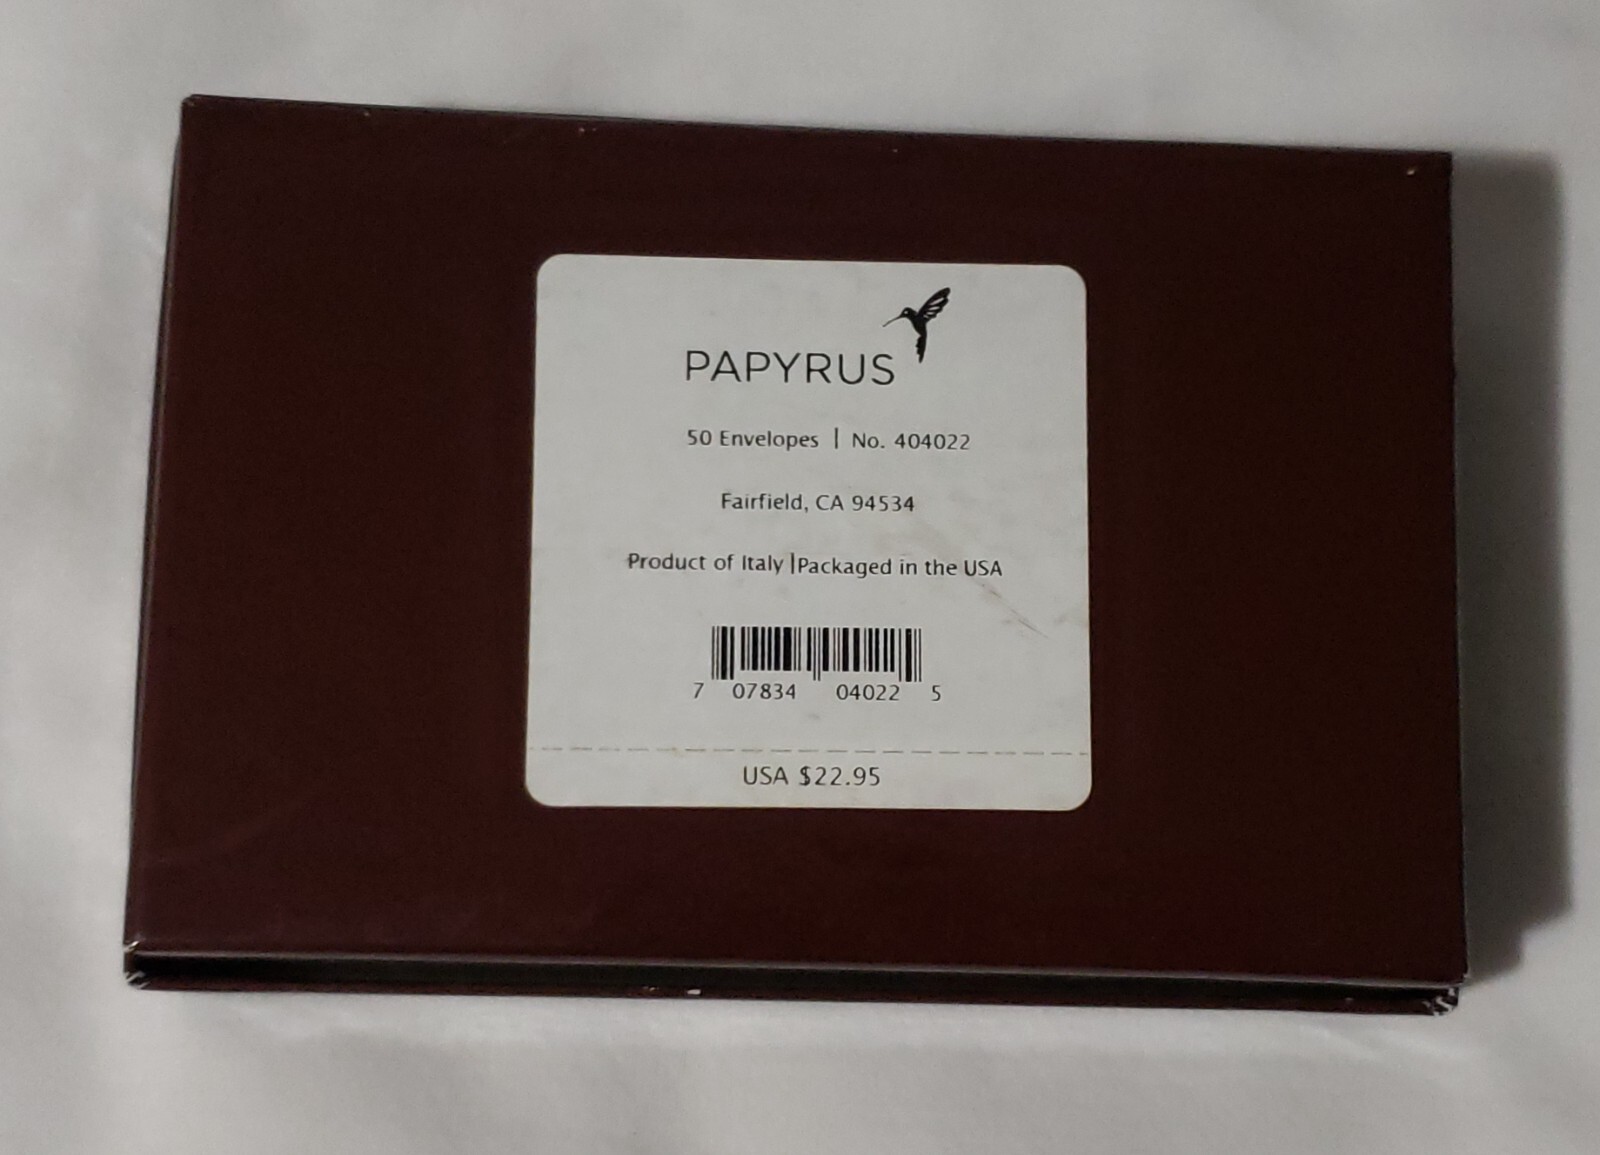 PAPYRUS
50 Envelopes | No. 404022
Fairfield, CA 94534
Product of Italy |Packaged in the USA
7 07834 04022 5
USA $22.95